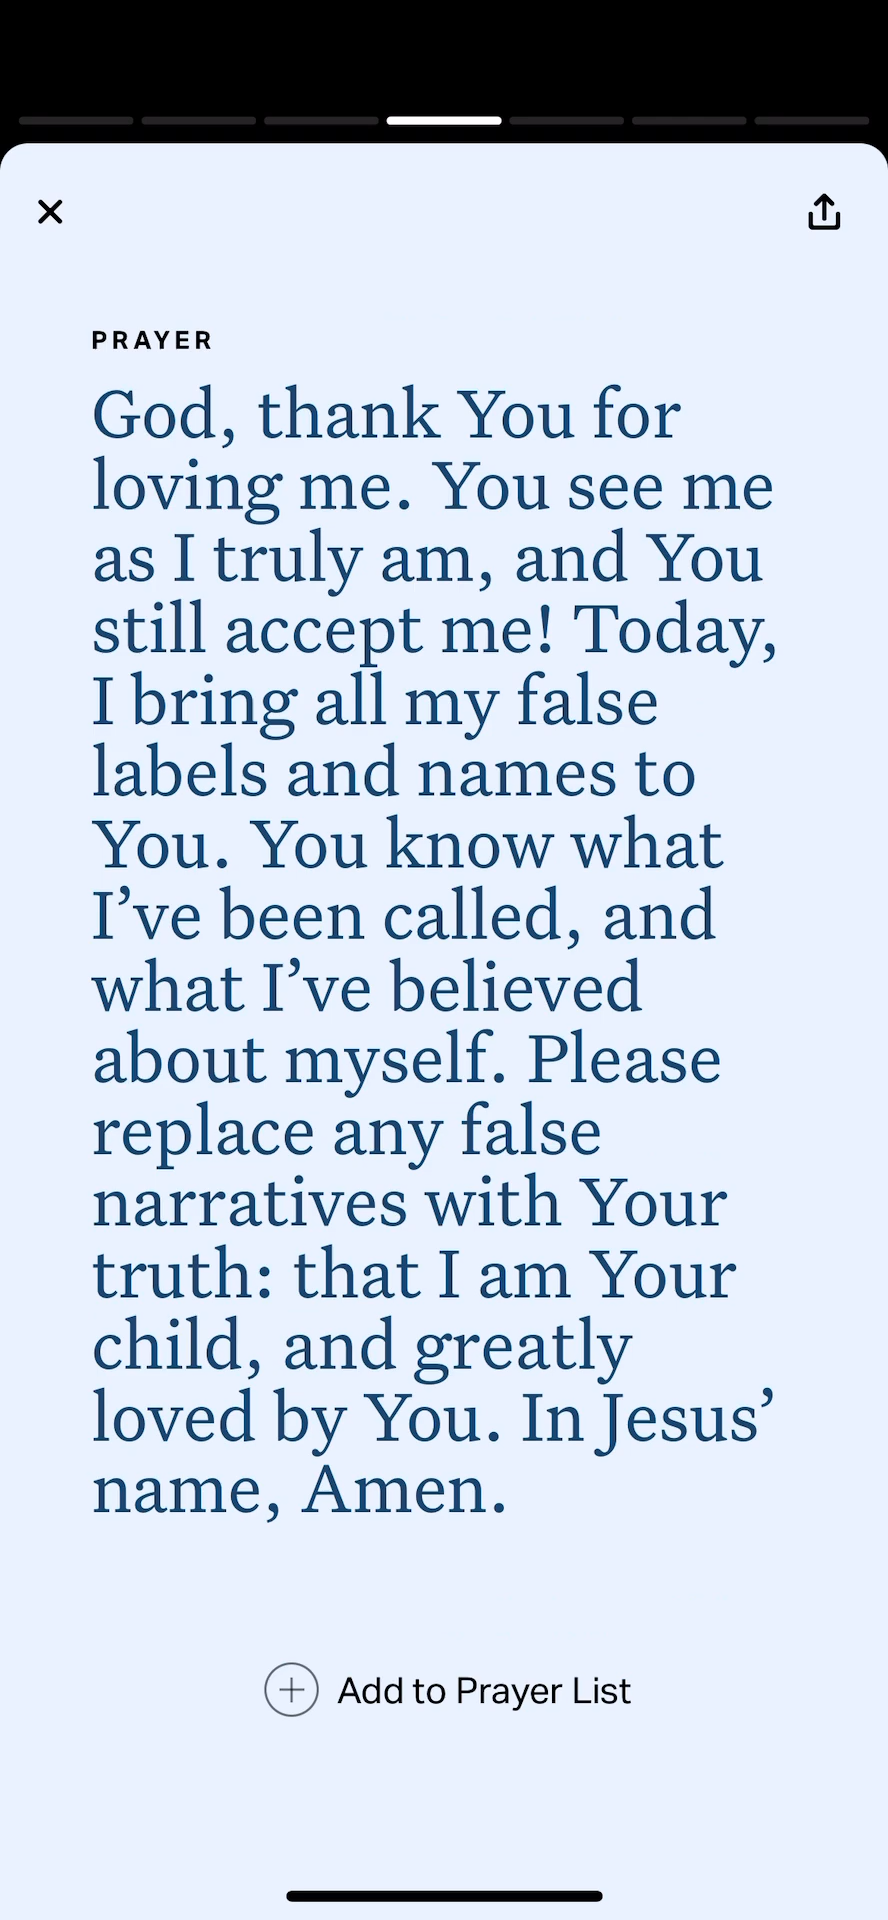 PRAYER
God, thank You for
loving me. You see me
as I truly am, and You
still accept me! Today,
I bring all my false
labels and names to
You. You know what
I’ve been called, and
what I’ve believed
about myself. Please
replace any false
narratives with Your
truth: that I am Your
child, and greatly
loved by You. In Jesus’
name, Amen.
Add to Prayer List